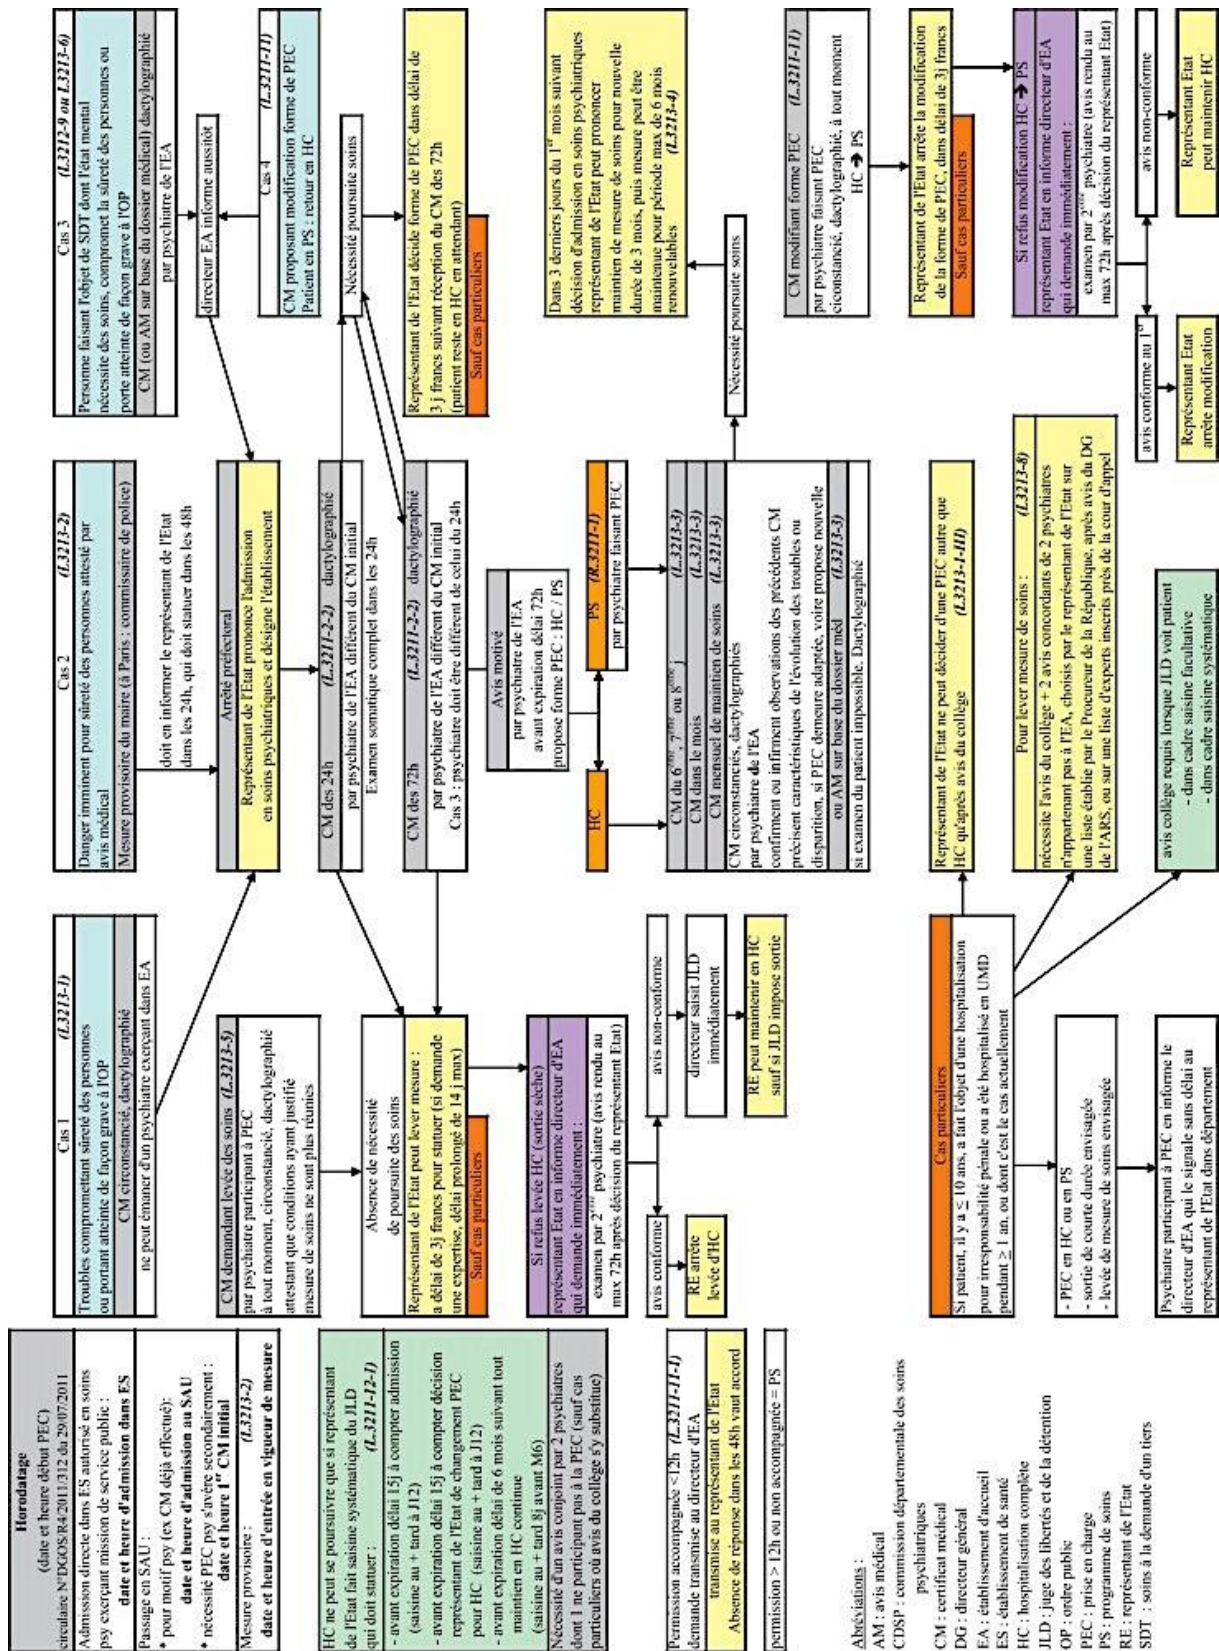 Horodatage
(date et heure début PEC)
circulaire N°DGOS/R4/2011/312 du 29/07/2011
Admission directe dans ES autorisé en soins
psy exerçant mission de service public :
date et heure d'admission dans ES
Passage en SAU :
* pour motif psy (ex CM déjà effectué):
date et heure d'admission au SAU
* nécessité PEC psy s'avère secondairement :
date et heure 1er CM initial
Mesure provisoire : (L.3213-2)
date et heure d'entrée en vigueur de mesure
HC ne peut se poursuivre que si représentant
de l'Etat fait saisine systématique du JLD
qui doit statuer : (L.3211-12-1)
- avant expiration délai 15j à compter admission
(saisine au + tard à J12)
- avant expiration délai 15j à compter décision
représentant de l'Etat de changement PEC
pour HC (saisine au + tard à J12)
- avant expiration délai de 6 mois suivant tout
maintien en HC continue
(saisine au + tard 8j avant M6)
Nécessité d'un avis conjoint par 2 psychiatres
dont 1 ne participant pas à la PEC (sauf cas
particuliers où avis du collège s'y substitue)
Permission accompagnée <12h (L.3211-11-1)
demande transmise au directeur d'EA
transmise au représentant de l'Etat
Absence de réponse dans les 48h vaut accord
permission > 12h ou non accompagnée = PS
Abréviations :
AM : avis médical
CDSP : commission départementale des soins
psychiatriques
CM : certificat médical
DG : directeur général
EA : établissement d'accueil
ES : établissement de santé
HC : hospitalisation complète
JLD : juge des libertés et de la détention
OP : ordre public
PEC : prise en charge
PS : programme de soins
RE : représentant de l'Etat
SDT : soins à la demande d'un tiers
Cas 1 (L.3213-1)
Troubles compromettant sûreté des personnes
ou portant atteinte de façon grave à l'OP
CM circonstancié, dactylographié
ne peut émaner d'un psychiatre exerçant dans EA
CM demandant levée des soins (L.3213-5)
par psychiatre participant à PEC
à tout moment, circonstancié, dactylographié
attestant que conditions ayant justifié
mesure de soins ne sont plus réunies
Absence de nécessité
de poursuite des soins
Représentant de l'Etat peut lever mesure :
a délai de 3j francs pour statuer (si demande
une expertise, délai prolongé de 14 j max)
Sauf cas particuliers
Si refus levée HC (sortie sèche)
représentant Etat en informe directeur d'EA
qui demande immédiatement :
examen par 2ème psychiatre (avis rendu au
max 72h après décision du représentant Etat)
avis conforme
avis non-conforme
RE arrête
levée d'HC
directeur saisit JLD
immédiatement
RE peut maintenir en HC
sauf si JLD impose sortie
Cas particuliers
Si patient, il y a ≤ 10 ans, a fait l'objet d'une hospitalisation
pour irresponsabilité pénale ou a été hospitalisé en UMD
pendant ≥ 1 an, ou dont c'est le cas actuellement
- PEC en HC ou en PS
- sortie de courte durée envisagée
- levée de mesure de soins envisagée
Psychiatre participant à PEC en informe le
directeur d'EA qui le signale sans délai au
représentant de l'Etat dans département
Cas 2 (L.3213-2)
Danger imminent pour sûreté des personnes attesté par
avis médical
Mesure provisoire du maire (à Paris : commissaire de police)
doit en informer le représentant de l'Etat
dans les 24h, qui doit statuer dans les 48h
Arrêté préfectoral
Représentant de l'Etat prononce l'admission
en soins psychiatriques et désigne l'établissement
CM des 24h (L.3211-2-2) dactylographié
par psychiatre de l'EA différent du CM initial
Examen somatique complet dans les 24h
CM des 72h (L.3211-2-2) dactylographié
par psychiatre de l'EA différent du CM initial
Cas 3 : psychiatre doit être différent de celui du 24h
Avis motivé
par psychiatre de l'EA
avant expiration délai 72h
propose forme PEC : HC / PS
HC
PS (R.3211-1)
par psychiatre faisant PEC
CM du 6ème, 7ème ou 8ème j (L.3213-3)
CM dans le mois (L.3213-3)
CM mensuel de maintien de soins (L.3213-3)
CM circonstanciés, dactylographiés
par psychiatre de l'EA
confirment ou infirment observations des précédents CM
précisent caractéristiques de l'évolution des troubles ou
disparition, si PEC demeure adaptée, voire propose nouvelle
ou AM sur base du dossier méd (L.3213-3)
si examen du patient impossible. Dactylographié
Représentant de l'Etat ne peut décider d'une PEC autre que
HC qu'après avis du collège (L.3213-1-III)
Pour lever mesure de soins : (L.3213-8)
nécessite l'avis du collège + 2 avis concordants de 2 psychiatres
n'appartenant pas à l'EA, choisis par le représentant de l'Etat sur
une liste établie par le Procureur de la République, après avis du DG
de l'ARS, ou sur une liste d'experts inscrits près de la cour d'appel
avis collège requis lorsque JLD voit patient
- dans cadre saisine facultative
- dans cadre saisine systématique
Cas 3 (L3212-9 ou L3213-6)
Personne faisant l'objet de SDT dont l'état mental
nécessite des soins, compromet la sûreté des personnes ou
porte atteinte de façon grave à l'OP
CM (ou AM sur base du dossier médical) dactylographié
par psychiatre de l'EA
directeur EA informe aussitôt
Cas 4 (L.3211-11)
CM proposant modification forme de PEC
Patient en PS : retour en HC
Nécessité poursuite soins
Représentant de l'Etat décide forme de PEC dans délai de
3 j francs suivant réception du CM des 72h
(patient reste en HC en attendant)
Sauf cas particuliers
Dans 3 derniers jours du 1er mois suivant
décision d'admission en soins psychiatriques
représentant de l'Etat peut prononcer
maintien de mesure de soins pour nouvelle
durée de 3 mois, puis mesure peut être
maintenue pour période max de 6 mois
renouvelables (L.3213-4)
Nécessité poursuite soins
CM modifiant forme PEC (L.3211-11)
par psychiatre faisant PEC
ciconstancié, dactylographié, à tout moment
HC ➔ PS
Représentant de l'Etat arrête la modification
de la forme de PEC, dans délai de 3j francs
Sauf cas particuliers
Si refus modification HC ➔ PS
représentant Etat en informe directeur d'EA
qui demande immédiatement :
examen par 2ème psychiatre (avis rendu au
max 72h après décision du représentant Etat)
avis conforme au 1er
avis non-conforme
Représentant Etat
arrête modification
Représentant Etat
peut maintenir HC